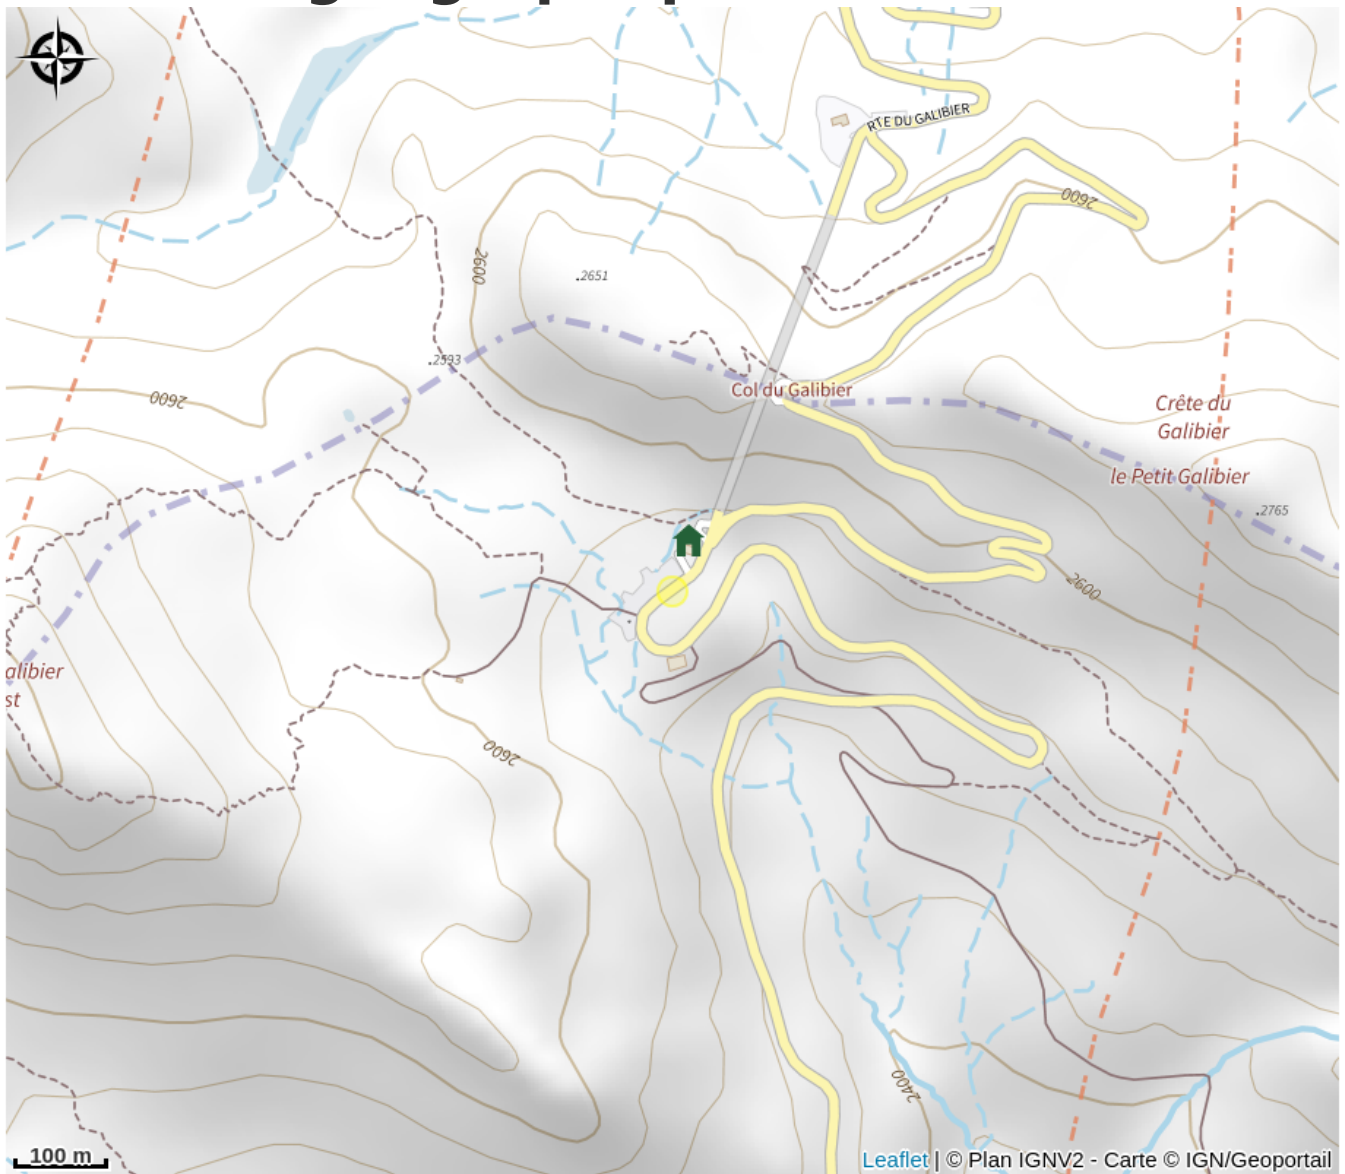 RTE DU GALIBIER
2600
2600
.2651
.2593
2600
Col du Galibier
Crête du
Galibier
le Petit Galibier
.2765
2600
alibier
st
2600
2400
100 m
Leaflet | © Plan IGNV2 - Carte © IGN/Geoportail